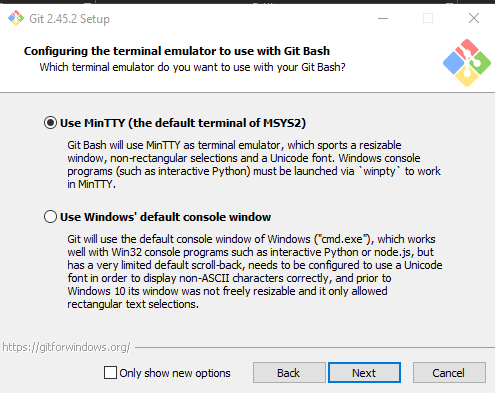 Git 2.45.2 Setup
Configuring the terminal emulator to use with Git Bash
Which terminal emulator do you want to use with your Git Bash?
Use MinTTY (the default terminal of MSYS2)
Git Bash will use MinTTY as terminal emulator, which sports a resizable
window, non-rectangular selections and a Unicode font. Windows console
programs (such as interactive Python) must be launched via `winpty` to work
in MinTTY.
Use Windows' default console window
Git will use the default console window of Windows ("cmd.exe"), which works
well with Win32 console programs such as interactive Python or node.js, but
has a very limited default scroll-back, needs to be configured to use a Unicode
font in order to display non-ASCII characters correctly, and prior to
Windows 10 its window was not freely resizable and it only allowed
rectangular text selections.
https://gitforwindows.org/
Only show new options
Back
Next
Cancel